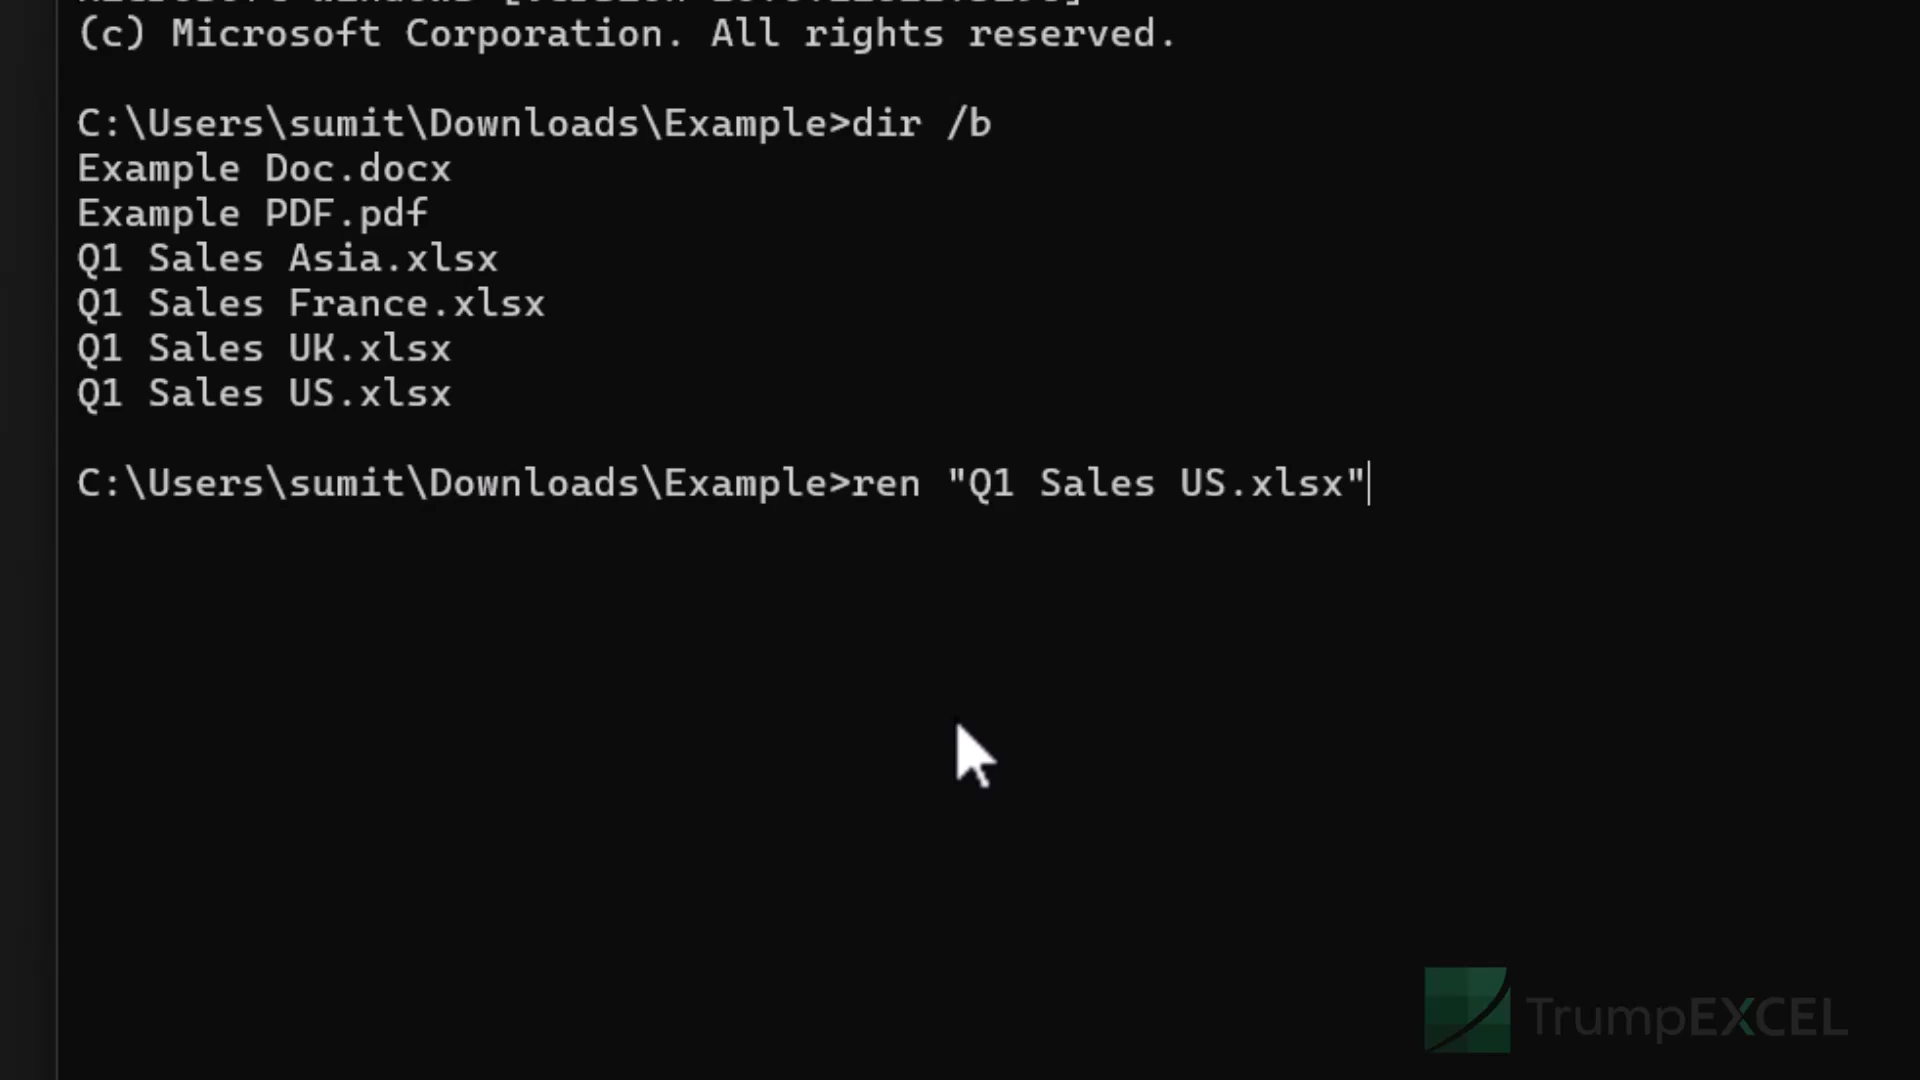 (c) Microsoft Corporation. All rights reserved.
C:\Users\sumit\Downloads\Example>dir /b
Example Doc.docx
Example PDF.pdf
Q1 Sales Asia.xlsx
Q1 Sales France.xlsx
Q1 Sales UK.xlsx
Q1 Sales US.xlsx
C:\Users\sumit\Downloads\Example>ren "Q1 Sales US.xlsx"
TrumpEXCEL